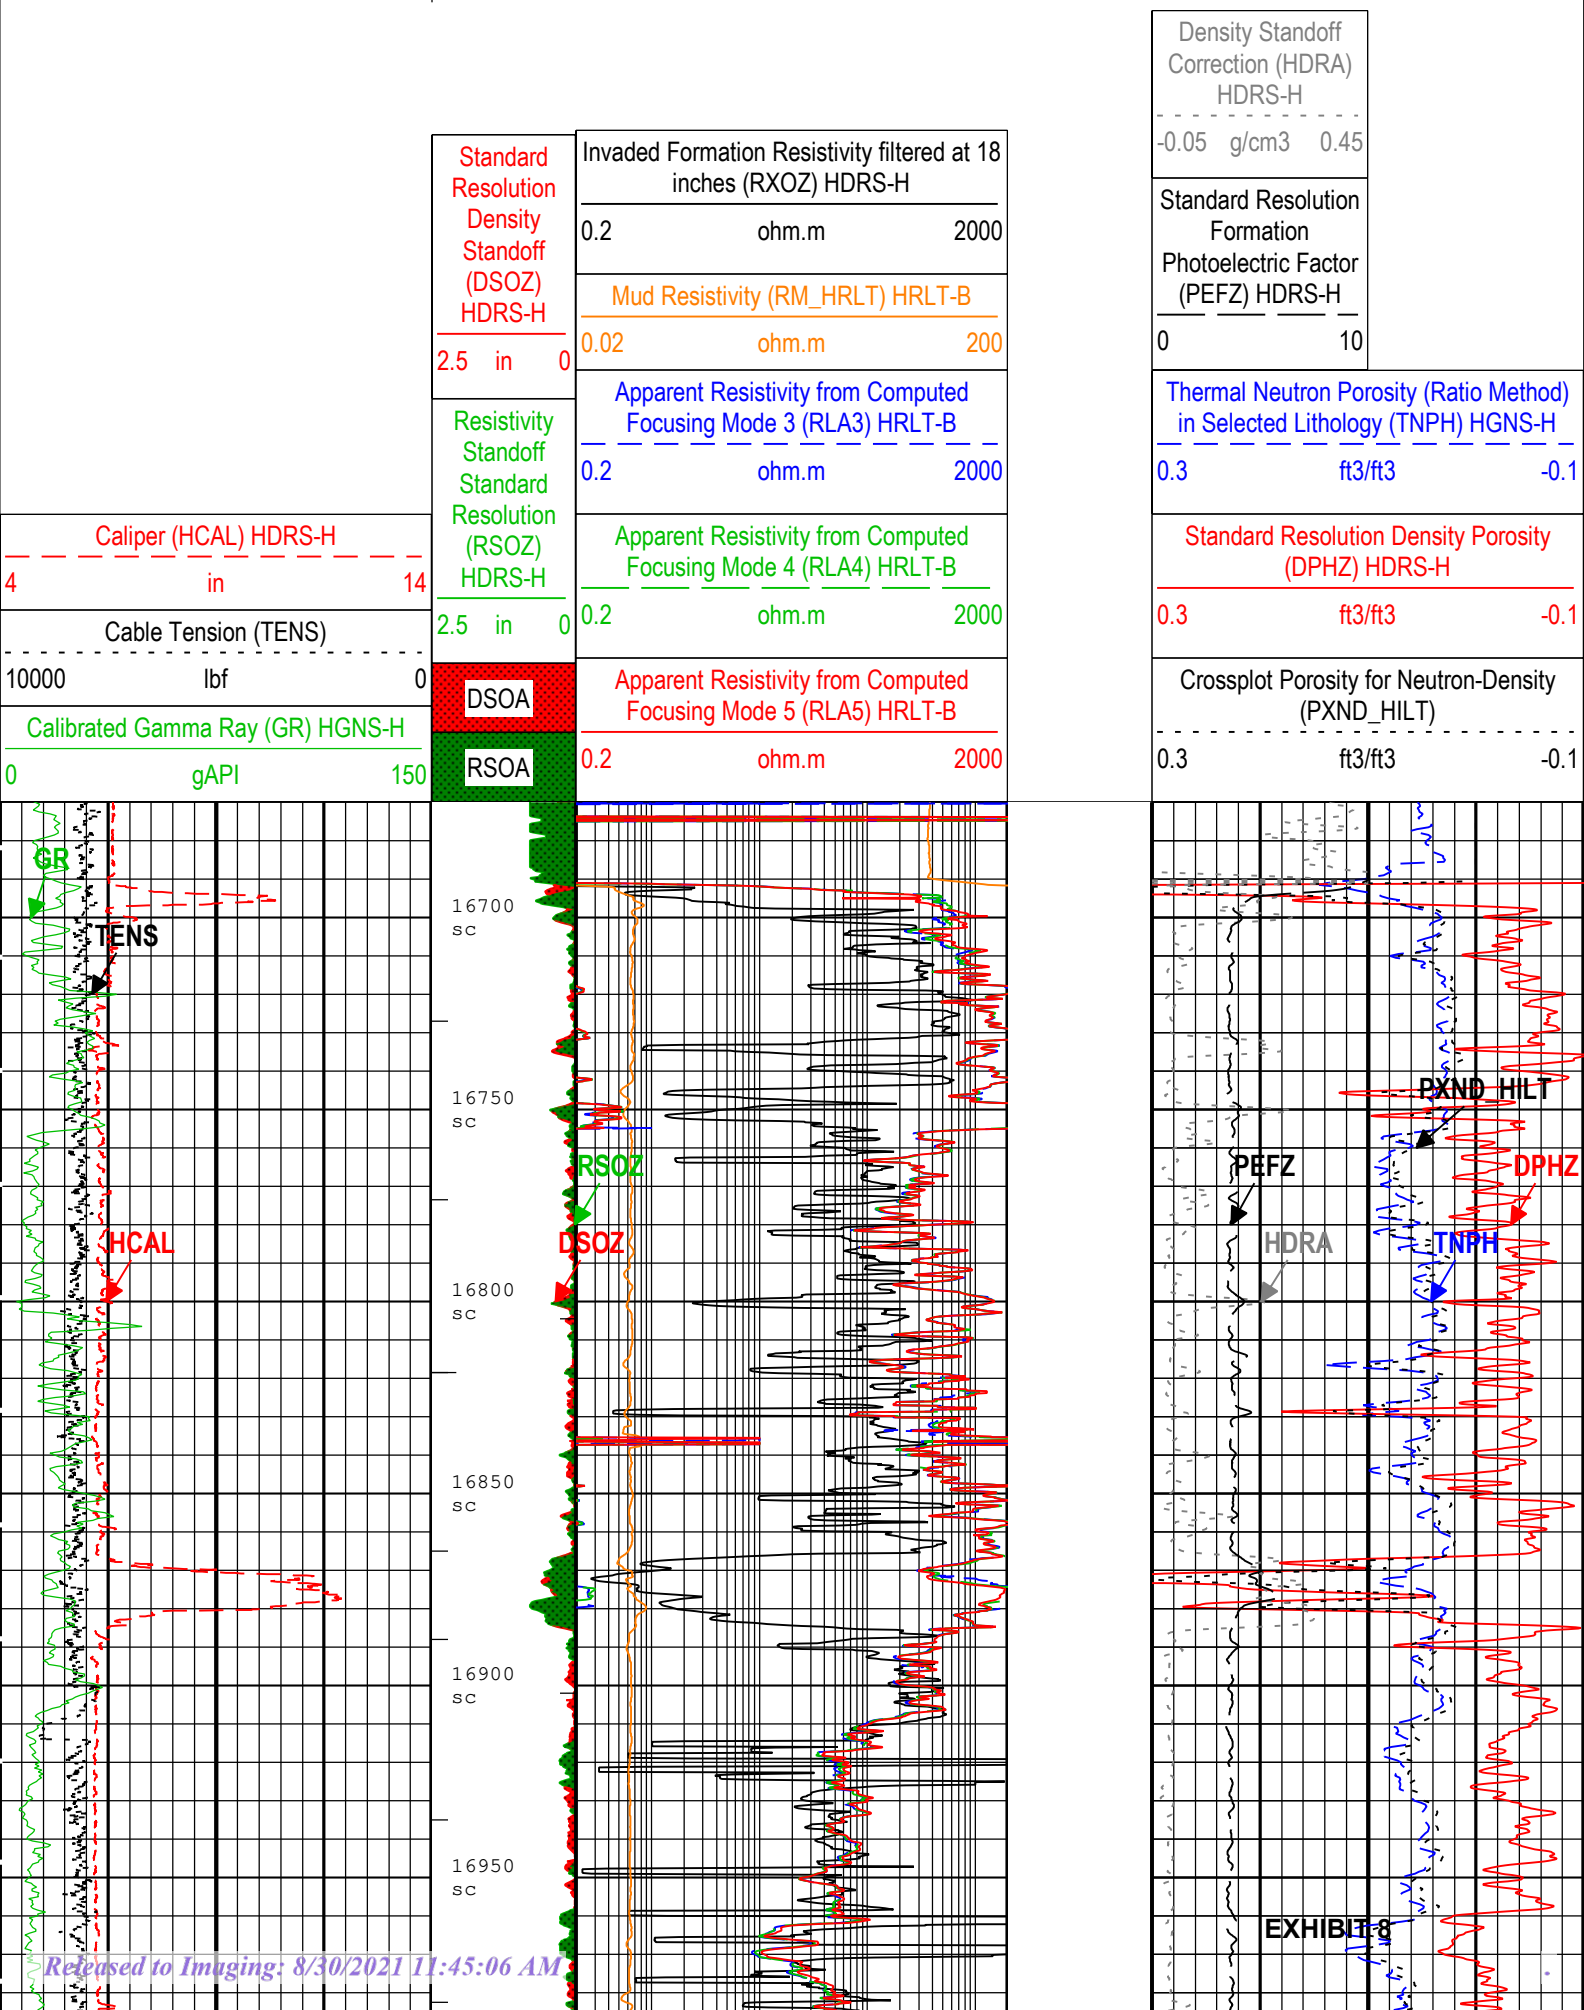 Density Standoff
Correction (HDRA)
HDRS-H
-0.05 g/cm3 0.45
Standard Resolution
Formation
Photoelectric Factor
(PEFZ) HDRS-H
0 10
Standard
Resolution
Density
Standoff
(DSOZ)
HDRS-H
2.5 in 0
Resistivity
Standoff
Standard
Resolution
(RSOZ)
HDRS-H
2.5 in 0
DSOA
RSOA
Invaded Formation Resistivity filtered at 18
inches (RXOZ) HDRS-H
0.2 ohm.m 2000
Mud Resistivity (RM_HRLT) HRLT-B
0.02 ohm.m 200
Apparent Resistivity from Computed
Focusing Mode 3 (RLA3) HRLT-B
0.2 ohm.m 2000
Apparent Resistivity from Computed
Focusing Mode 4 (RLA4) HRLT-B
0.2 ohm.m 2000
Apparent Resistivity from Computed
Focusing Mode 5 (RLA5) HRLT-B
0.2 ohm.m 2000
Thermal Neutron Porosity (Ratio Method)
in Selected Lithology (TNPH) HGNS-H
0.3 ft3/ft3 -0.1
Standard Resolution Density Porosity
(DPHZ) HDRS-H
0.3 ft3/ft3 -0.1
Crossplot Porosity for Neutron-Density
(PXND_HILT)
0.3 ft3/ft3 -0.1
Caliper (HCAL) HDRS-H
4 in 14
Cable Tension (TENS)
10000 lbf 0
Calibrated Gamma Ray (GR) HGNS-H
0 gAPI 150
GR
TENS
HCAL
16700
sc
16750
sc
16800
sc
16850
sc
16900
sc
16950
sc
RSOZ
DSOZ
PXND_HILT
PEFZ
DPHZ
HDRA
TNPH
EXHIBIT 8
Released to Imaging: 8/30/2021 11:45:06 AM